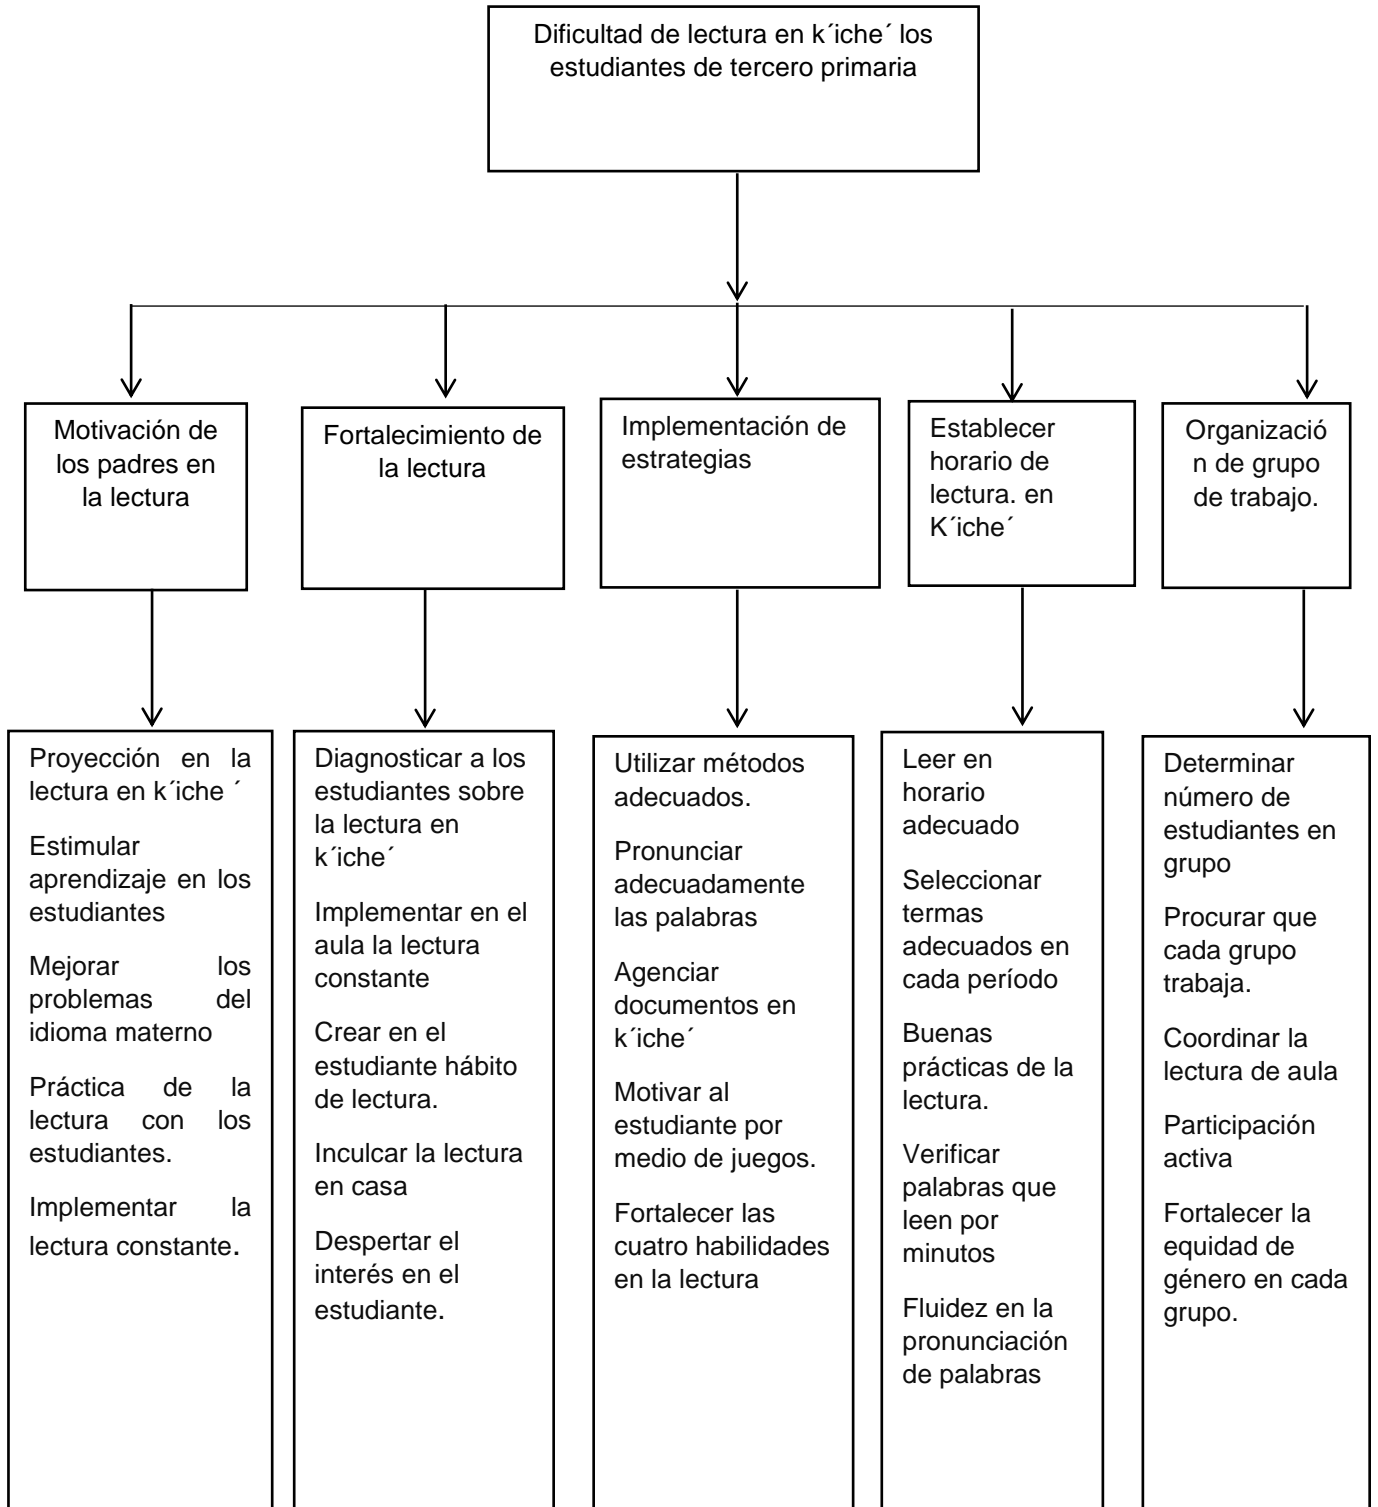 Dificultad de lectura en k´iche´ los
estudiantes de tercero primaria
Motivación de
los padres en
la lectura
Fortalecimiento de
la lectura
Implementación de
estrategias
Establecer
horario de
lectura. en
K´iche´
Organizació
n de grupo
de trabajo.
Proyección en la
lectura en k´iche ´
Estimular
aprendizaje en los
estudiantes
Mejorar los
problemas del
idioma materno
Práctica de la
lectura con los
estudiantes.
Implementar la
lectura constante.
Diagnosticar a los
estudiantes sobre
la lectura en
k´iche´
Implementar en el
aula la lectura
constante
Crear en el
estudiante hábito
de lectura.
Inculcar la lectura
en casa
Despertar el
interés en el
estudiante.
Utilizar métodos
adecuados.
Pronunciar
adecuadamente
las palabras
Agenciar
documentos en
k´iche´
Motivar al
estudiante por
medio de juegos.
Fortalecer las
cuatro habilidades
en la lectura
Leer en
horario
adecuado
Seleccionar
termas
adecuados en
cada período
Buenas
prácticas de la
lectura.
Verificar
palabras que
leen por
minutos
Fluidez en la
pronunciación
de palabras
Determinar
número de
estudiantes en
grupo
Procurar que
cada grupo
trabaja.
Coordinar la
lectura de aula
Participación
activa
Fortalecer la
equidad de
género en cada
grupo.